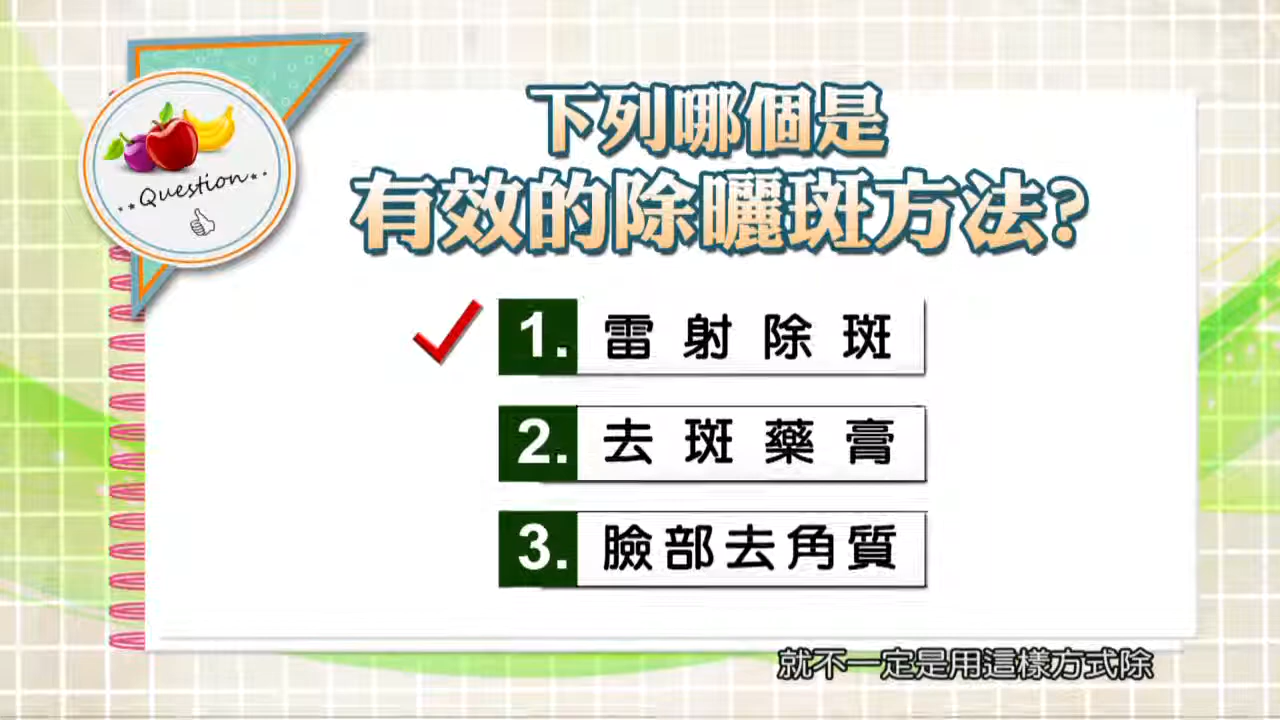 Question
下列哪個是
有效的除曬斑方法?
1. 雷射除斑
2. 去斑藥膏
3. 臉部去角質
就不一定是用這樣方式除